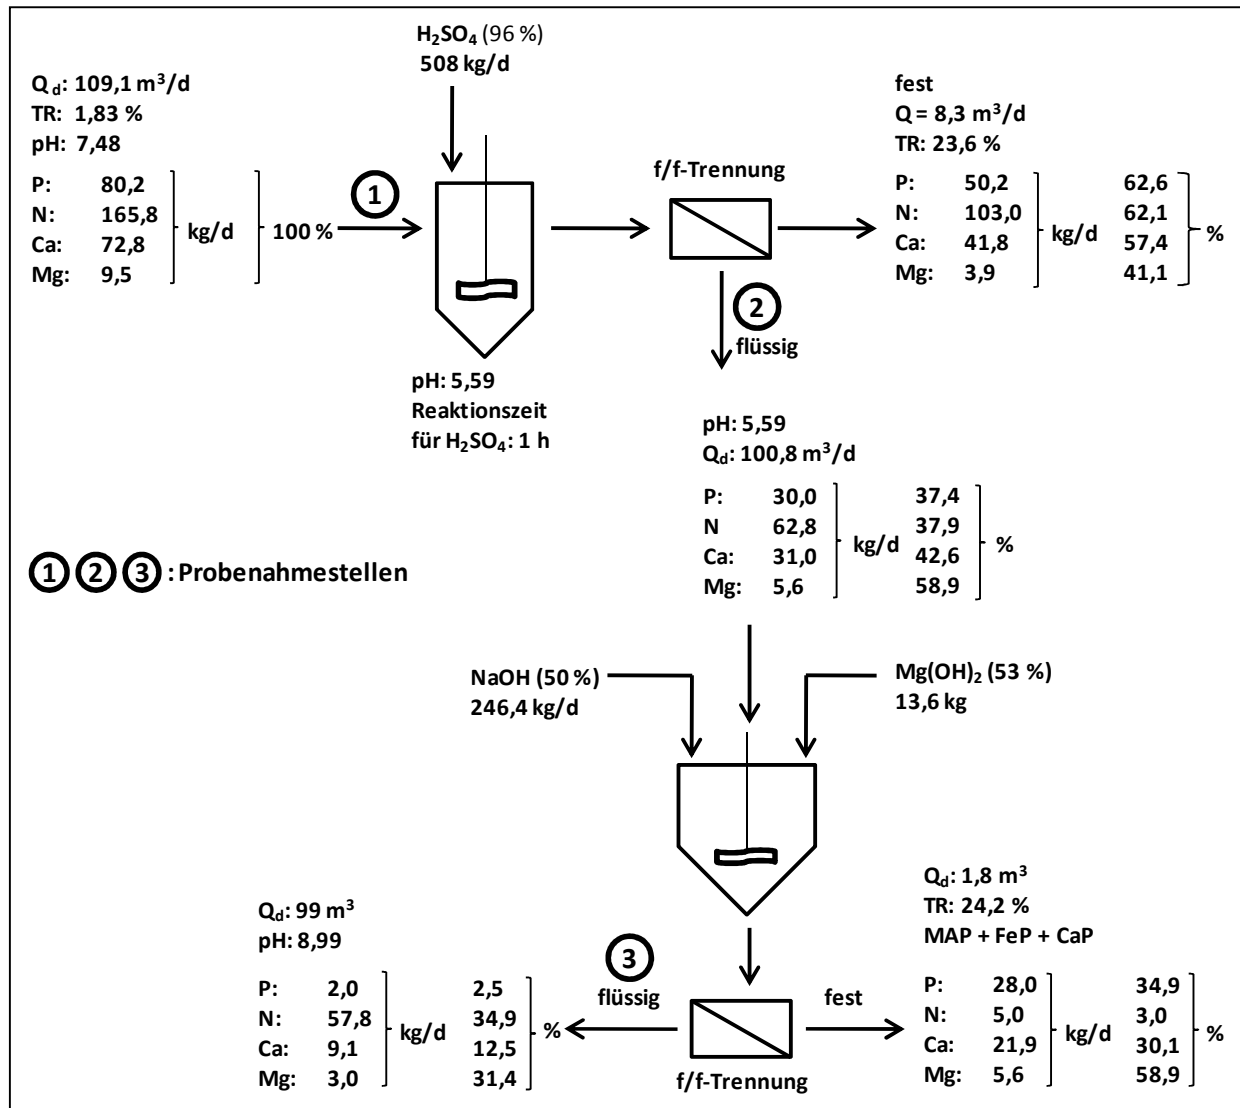 H₂SO₄ (96 %)
508 kg/d
Q d: 109,1 m³/d
TR: 1,83 %
pH: 7,48
P: 80,2
N: 165,8
Ca: 72,8
Mg: 9,5
kg/d
100 %
1
f/f-Trennung
fest
Q = 8,3 m³/d
TR: 23,6 %
P: 50,2 62,6
N: 103,0 62,1
Ca: 41,8 57,4
Mg: 3,9 41,1
kg/d
%
2
flüssig
pH: 5,59
Reaktionszeit
für H₂SO₄: 1 h
pH: 5,59
Qd: 100,8 m³/d
P: 30,0 37,4
N 62,8 37,9
Ca: 31,0 42,6
Mg: 5,6 58,9
kg/d
%
1 2 3 : Probenahmestellen
NaOH (50 %)
246,4 kg/d
Mg(OH)₂ (53 %)
13,6 kg
Qd: 99 m³
pH: 8,99
P: 2,0 2,5
N: 57,8 34,9
Ca: 9,1 12,5
Mg: 3,0 31,4
kg/d
%
3
flüssig
fest
f/f-Trennung
Qd: 1,8 m³
TR: 24,2 %
MAP + FeP + CaP
P: 28,0 34,9
N: 5,0 3,0
Ca: 21,9 30,1
Mg: 5,6 58,9
kg/d
%